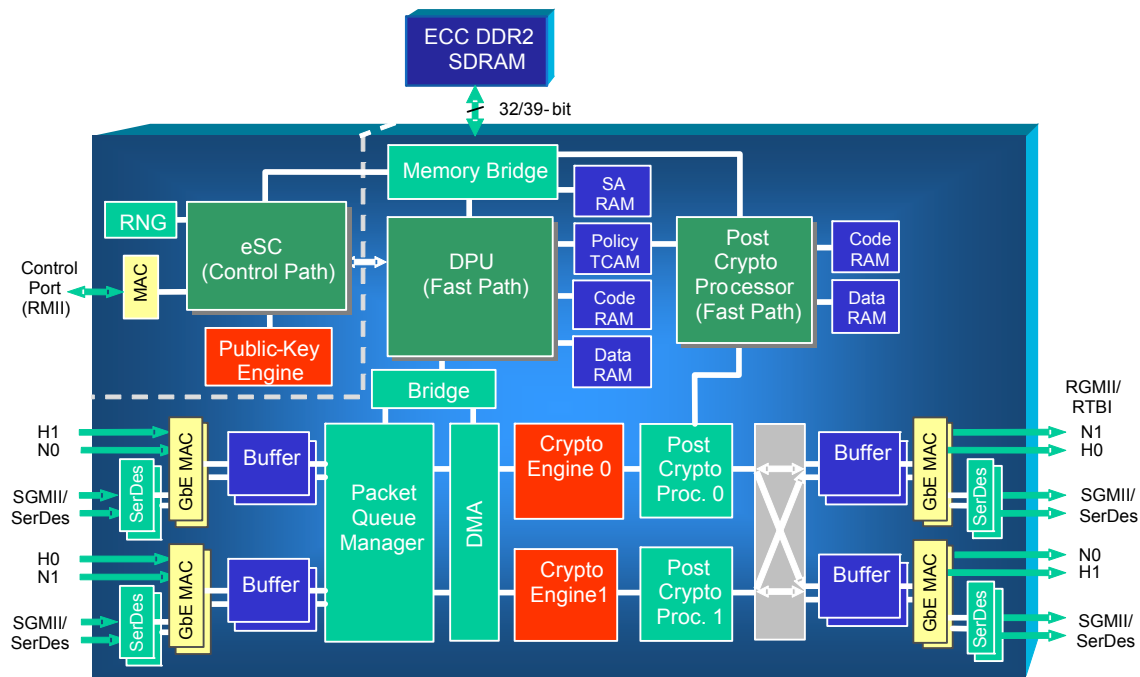 ECC DDR2
SDRAM
32/39-bit
Memory Bridge
SA
RAM
RNG
eSC
(Control Path)
DPU
(Fast Path)
Policy
TCAM
Post
Crypto
Processor
(Fast Path)
Code
RAM
Control
Port
(RMII)
MAC
Code
RAM
Data
RAM
Public-Key
Engine
Data
RAM
Bridge
RGMII/
RTBI
H1
N0
GbE MAC
Buffer
Packet
Queue
Manager
DMA
Crypto
Engine 0
Post
Crypto
Proc. 0
Buffer
GbE MAC
N1
H0
SGMII/
SerDes
SerDes
SerDes
SGMII/
SerDes
H0
N1
GbE MAC
Buffer
Crypto
Engine1
Post
Crypto
Proc. 1
Buffer
GbE MAC
N0
H1
SGMII/
SerDes
SerDes
SerDes
SGMII/
SerDes